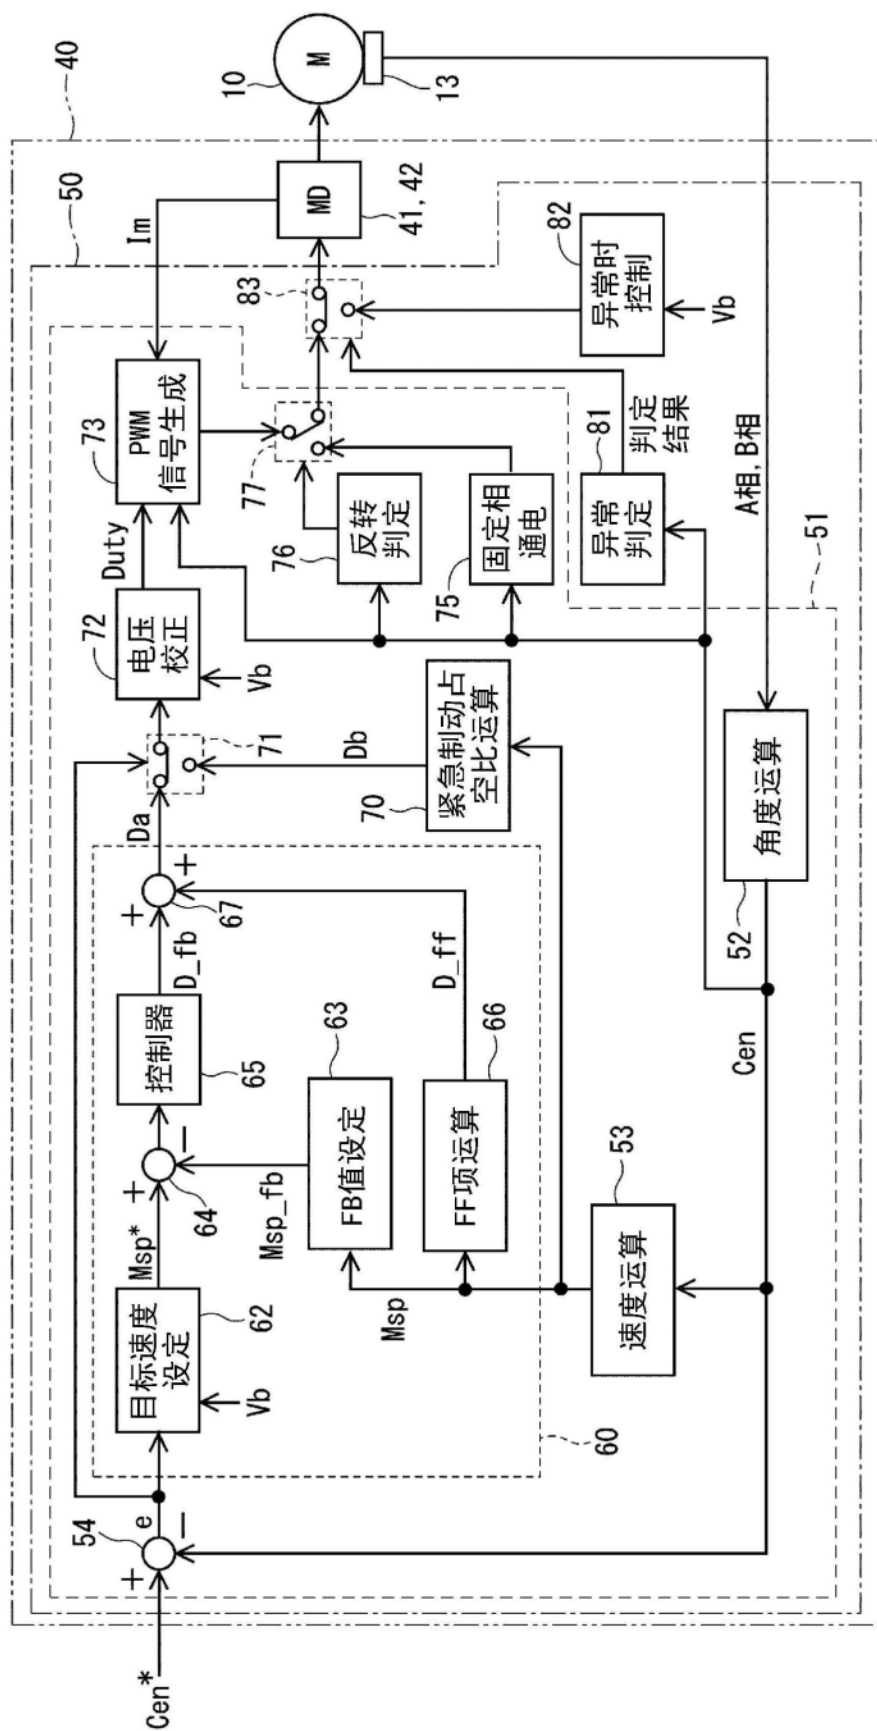 40
50
Im
10
M
13
MD
41, 42
83
82
异常时
控制
Vb
73
PWM
信号生成
77
76
反转
判定
75
固定相
通电
81
异常
判定
判定
结果
A相, B相
51
Duty
72
电压
校正
Vb
71
Da
Db
70
紧急制动占
空比运算
52
角度运算
Cen
+
+
67
D_fb
D_ff
控制器
65
63
FB值设定
66
FF项运算
53
速度运算
+
−
64
Msp*
Msp_fb
Msp
62
目标速度
设定
Vb
60
54
e
+
−
Cen*